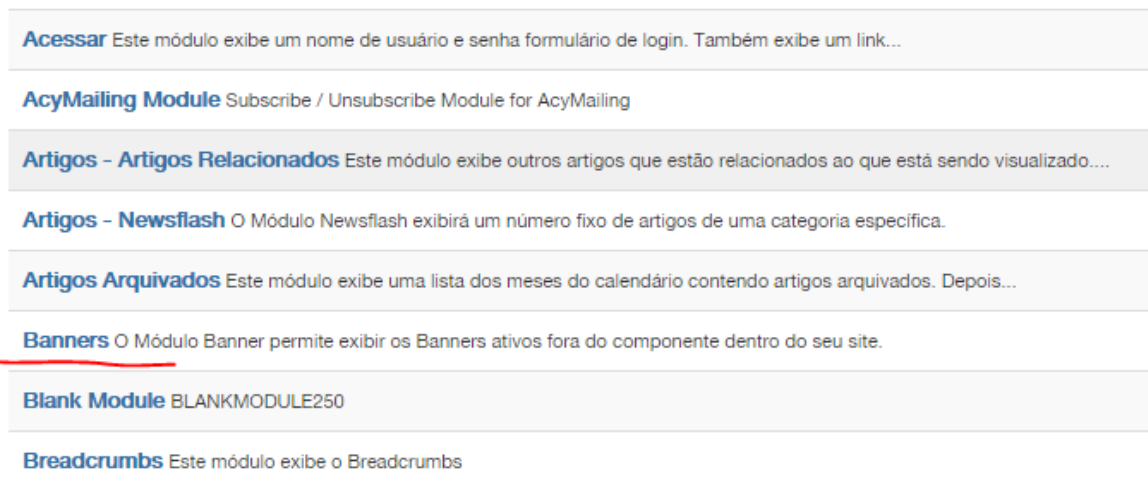 Acessar Este módulo exibe um nome de usuário e senha formulário de login. Também exibe um link...
AcyMailing Module Subscribe / Unsubscribe Module for AcyMailing
Artigos - Artigos Relacionados Este módulo exibe outros artigos que estão relacionados ao que está sendo visualizado....
Artigos - Newsflash O Módulo Newsflash exibirá um número fixo de artigos de uma categoria específica.
Artigos Arquivados Este módulo exibe uma lista dos meses do calendário contendo artigos arquivados. Depois...
Banners O Módulo Banner permite exibir os Banners ativos fora do componente dentro do seu site.
Blank Module BLANKMODULE250
Breadcrumbs Este módulo exibe o Breadcrumbs